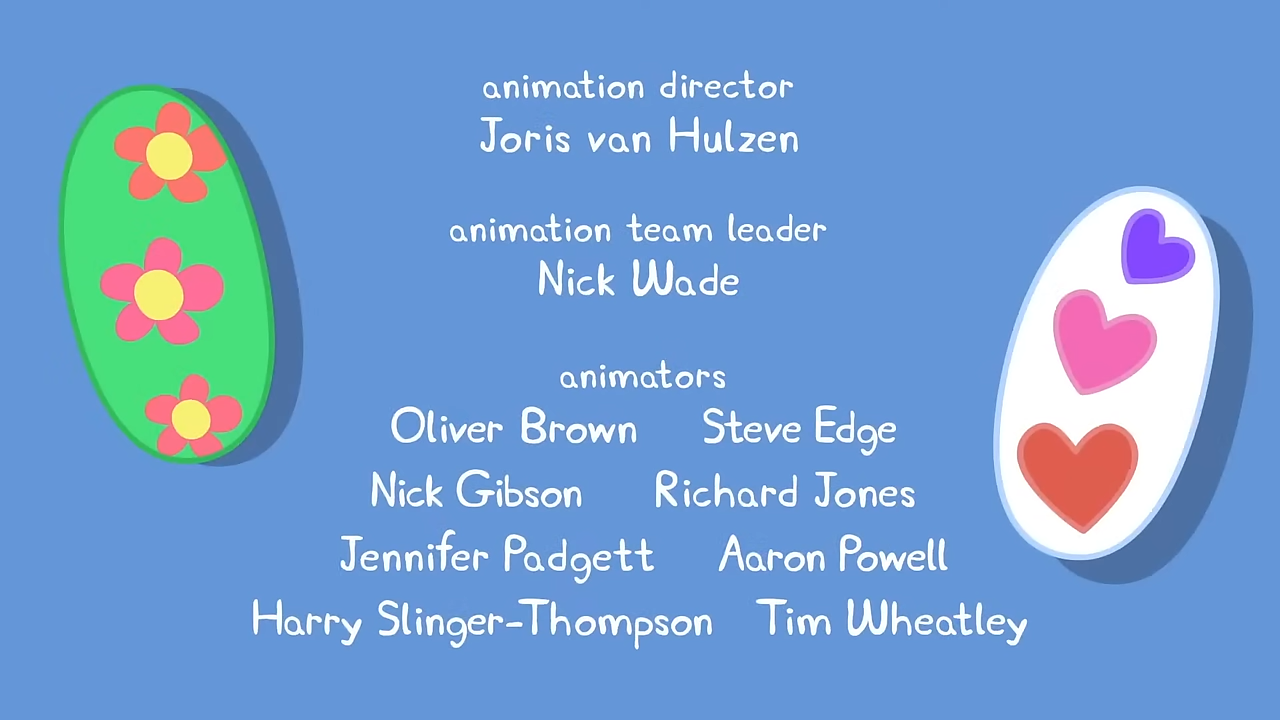 animation director
Joris van Hulzen
animation team leader
Nick Wade
animators
Oliver Brown Steve Edge
Nick Gibson Richard Jones
Jennifer Padgett Aaron Powell
Harry Slinger-Thompson Tim Wheatley